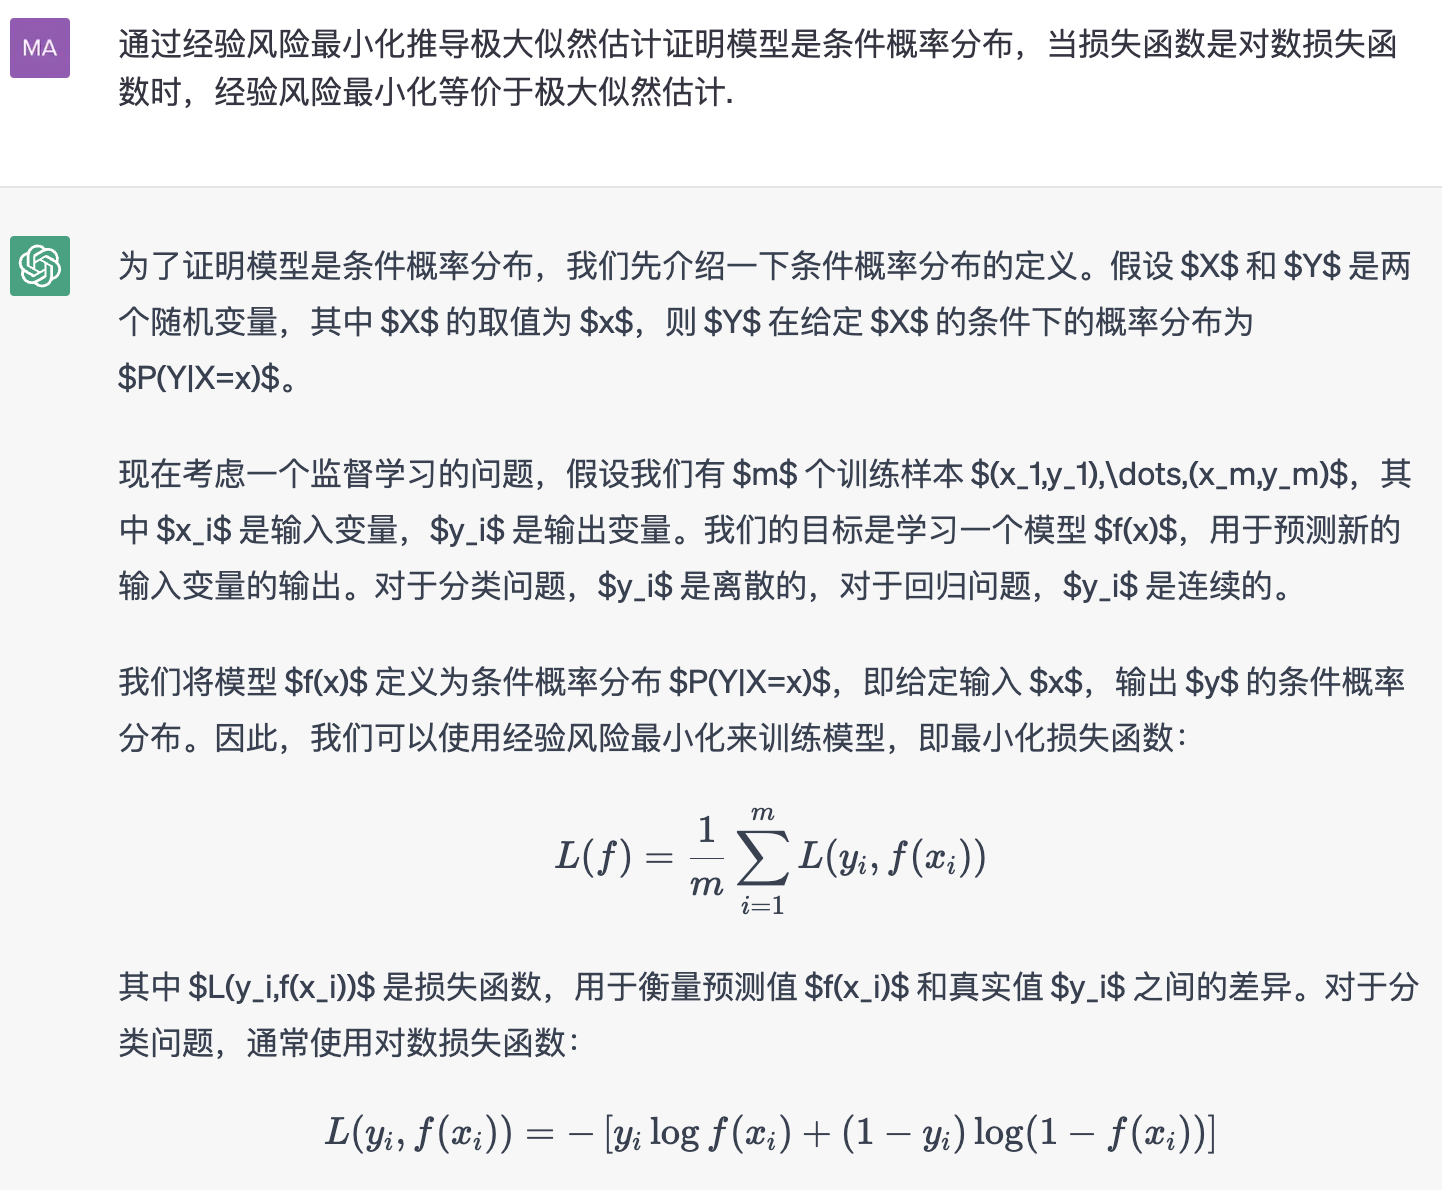 MA
通过经验风险最小化推导极大似然估计证明模型是条件概率分布，当损失函数是对数损失函
数时，经验风险最小化等价于极大似然估计.
为了证明模型是条件概率分布，我们先介绍一下条件概率分布的定义。假设 $X$ 和 $Y$ 是两
个随机变量，其中 $X$ 的取值为 $x$，则 $Y$ 在给定 $X$ 的条件下的概率分布为
$P(Y|X=x)$。
现在考虑一个监督学习的问题，假设我们有 $m$ 个训练样本 $(x_1,y_1),\dots,(x_m,y_m)$，其
中 $x_i$ 是输入变量，$y_i$ 是输出变量。我们的目标是学习一个模型 $f(x)$，用于预测新的
输入变量的输出。对于分类问题，$y_i$ 是离散的，对于回归问题，$y_i$ 是连续的。
我们将模型 $f(x)$ 定义为条件概率分布 $P(Y|X=x)$，即给定输入 $x$，输出 $y$ 的条件概率
分布。因此，我们可以使用经验风险最小化来训练模型，即最小化损失函数：
L(f) = \frac{1}{m} \sum_{i=1}^{m} L(y_i, f(x_i))
其中 $L(y_i,f(x_i))$ 是损失函数，用于衡量预测值 $f(x_i)$ 和真实值 $y_i$ 之间的差异。对于分
类问题，通常使用对数损失函数：
L(y_i, f(x_i)) = − [y_i log f(x_i) + (1 − y_i) log(1 − f(x_i))]